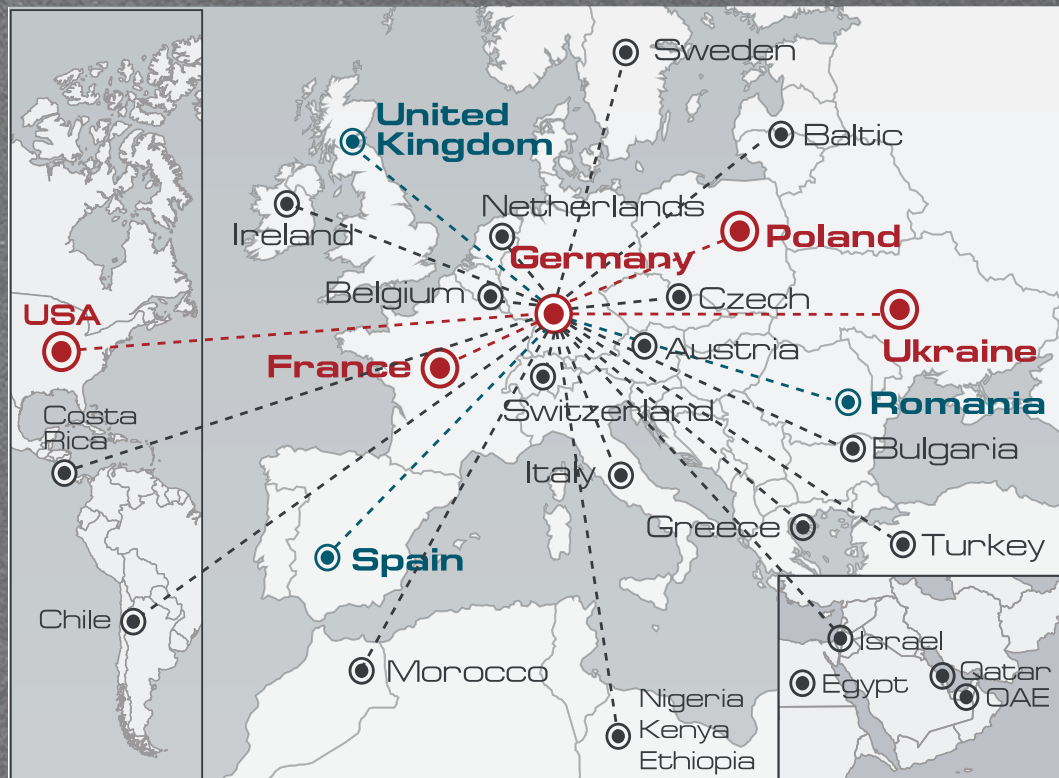 Sweden
United
Kingdom
Baltic
Netherlands
Ireland
Poland
Germany
Belgium
Czech
USA
Ukraine
Austria
France
Switzerland
Romania
Costa
Rica
Bulgaria
Italy
Greece
Turkey
Spain
Chile
Israel
Morocco
Qatar
Egypt
OAE
Nigeria
Kenya
Ethiopia